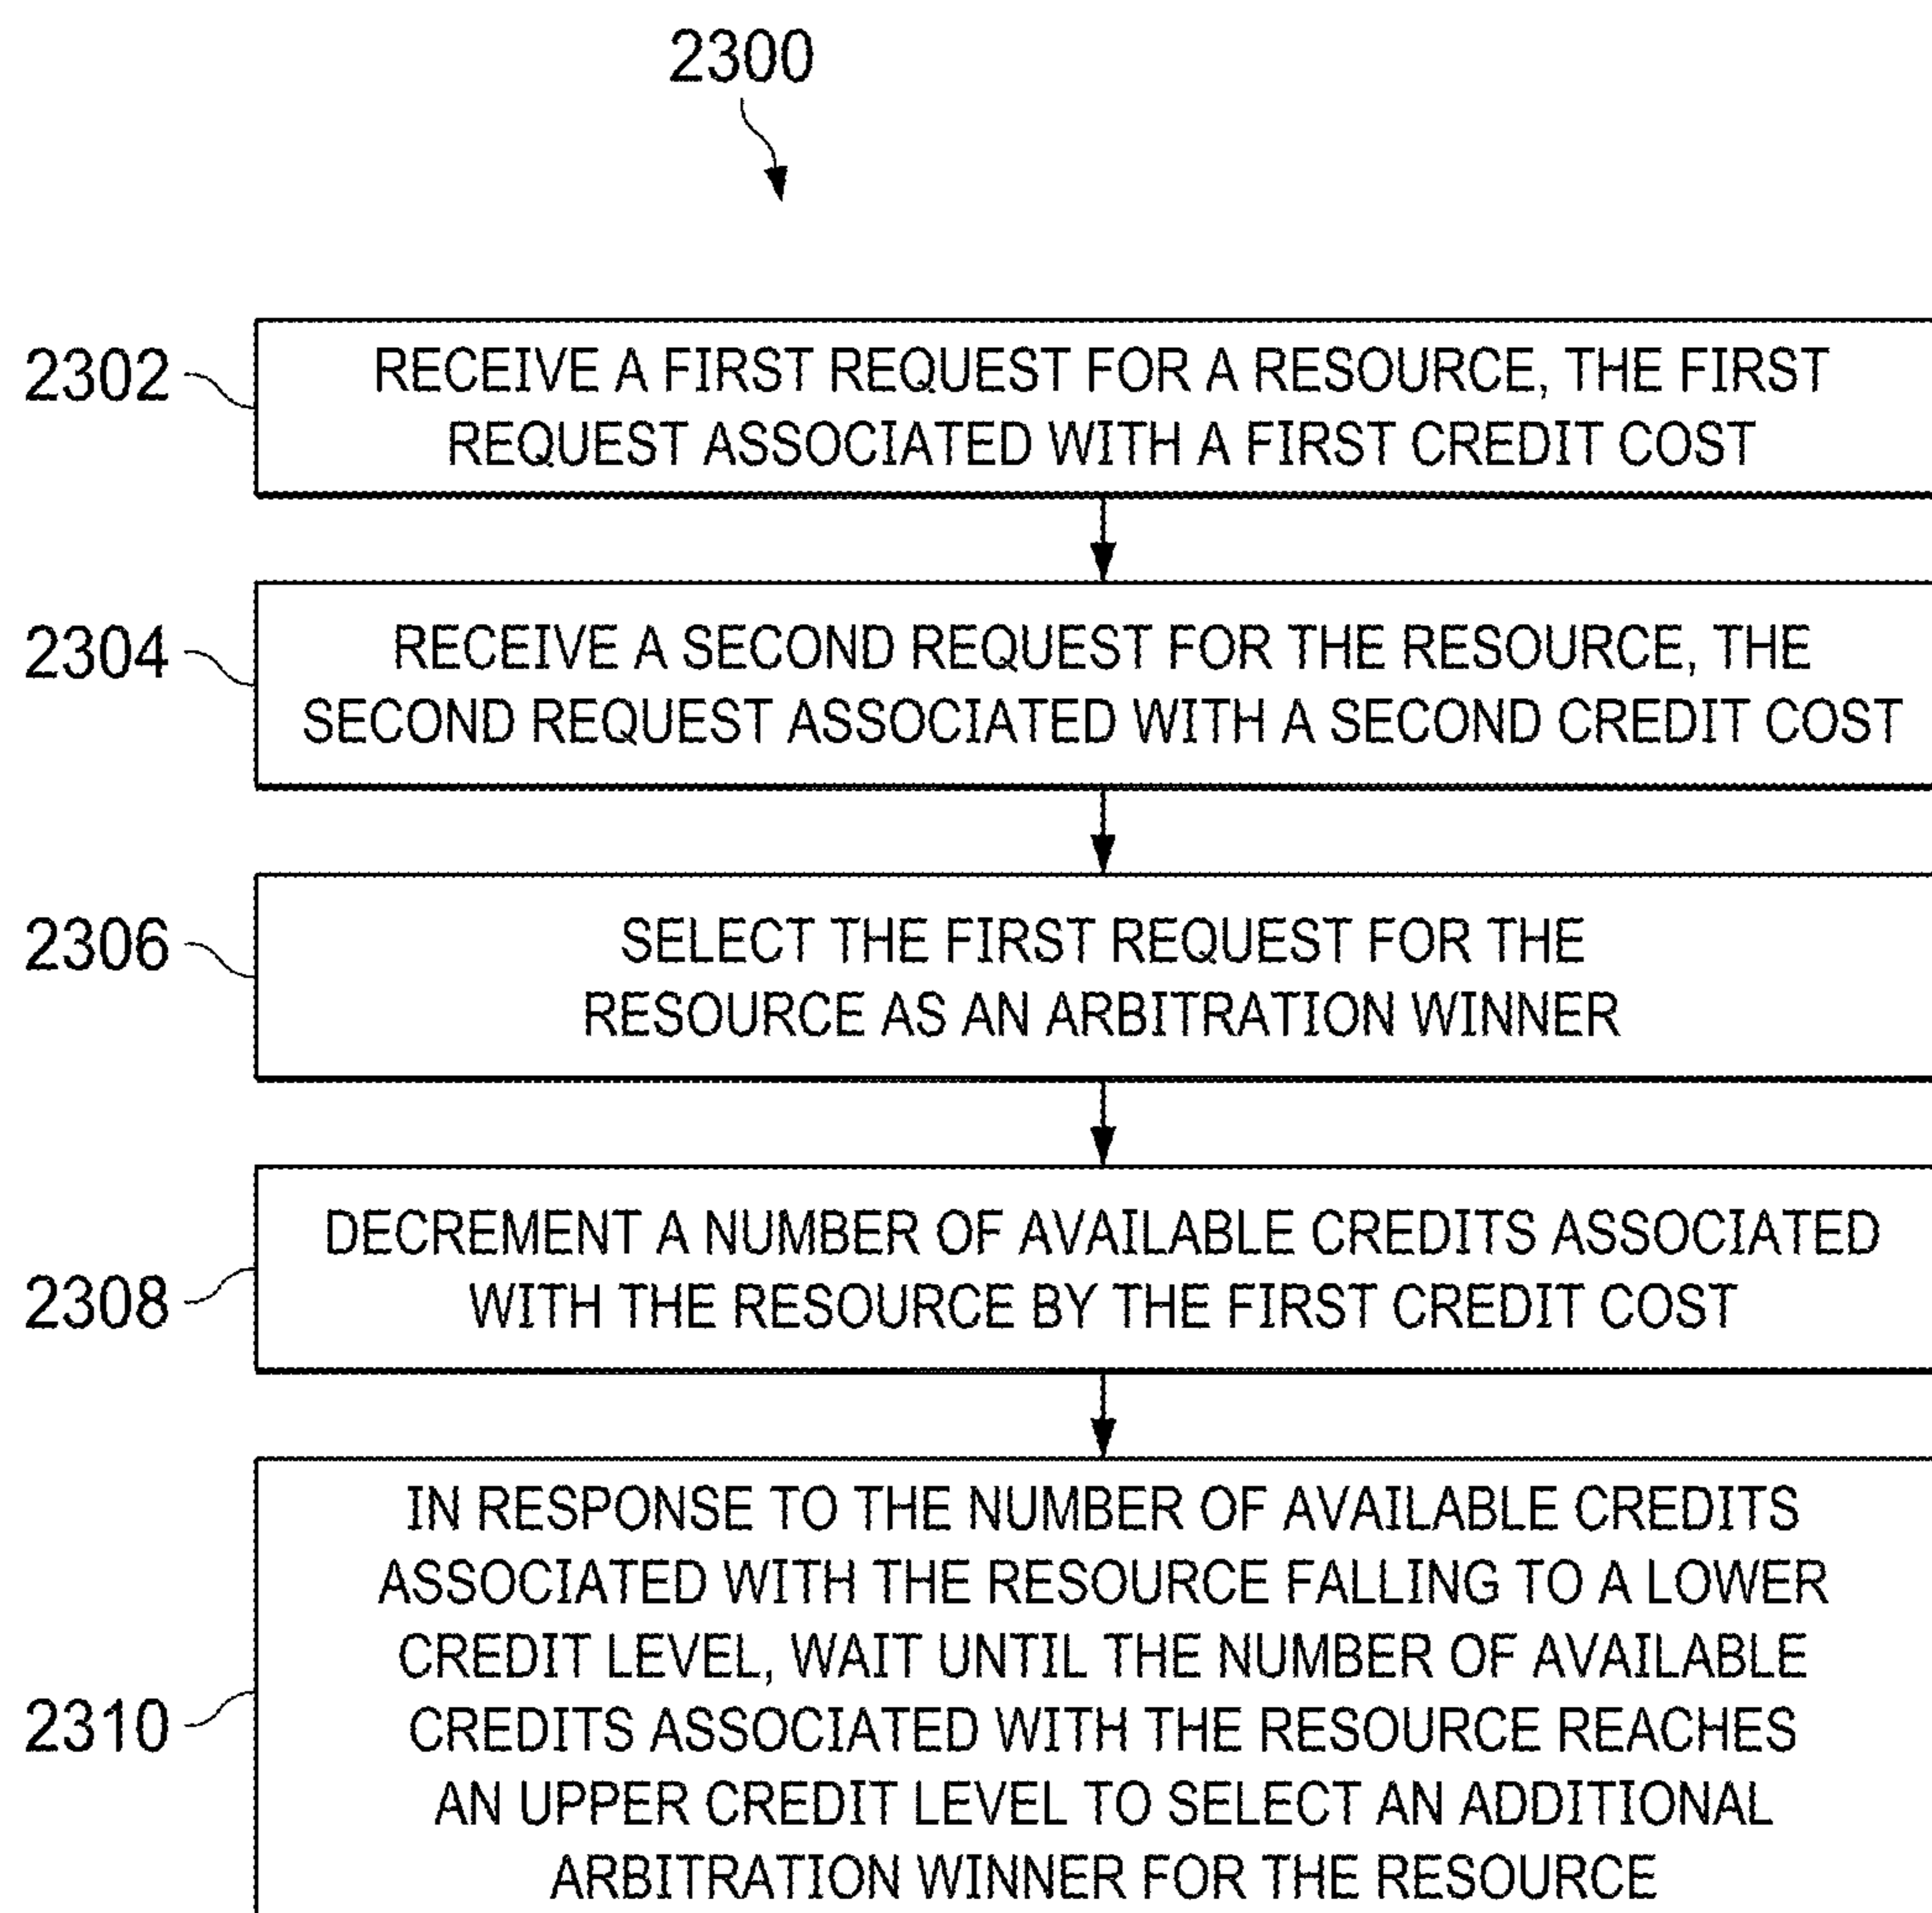 2300
2302
RECEIVE A FIRST REQUEST FOR A RESOURCE, THE FIRST
REQUEST ASSOCIATED WITH A FIRST CREDIT COST
2304
RECEIVE A SECOND REQUEST FOR THE RESOURCE, THE
SECOND REQUEST ASSOCIATED WITH A SECOND CREDIT COST
2306
SELECT THE FIRST REQUEST FOR THE
RESOURCE AS AN ARBITRATION WINNER
2308
DECREMENT A NUMBER OF AVAILABLE CREDITS ASSOCIATED
WITH THE RESOURCE BY THE FIRST CREDIT COST
2310
IN RESPONSE TO THE NUMBER OF AVAILABLE CREDITS
ASSOCIATED WITH THE RESOURCE FALLING TO A LOWER
CREDIT LEVEL, WAIT UNTIL THE NUMBER OF AVAILABLE
CREDITS ASSOCIATED WITH THE RESOURCE REACHES
AN UPPER CREDIT LEVEL TO SELECT AN ADDITIONAL
ARBITRATION WINNER FOR THE RESOURCE